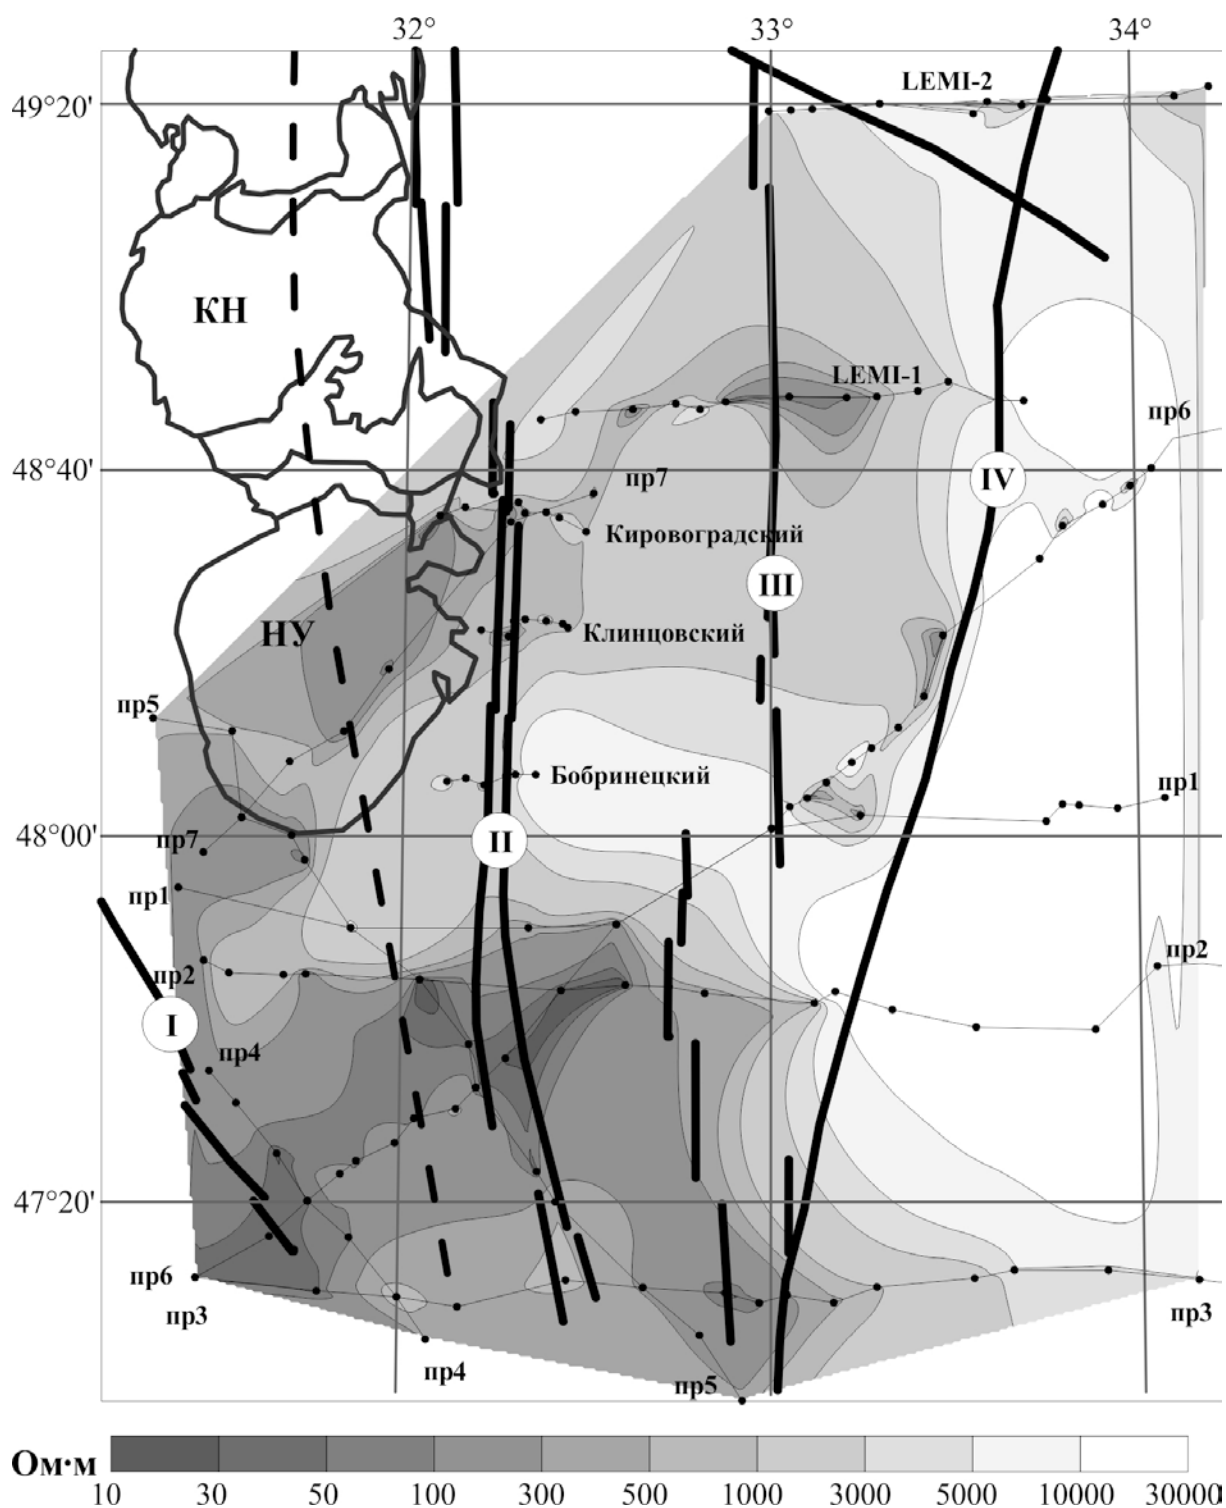 32° 33° 34°
49°20'
LEMI-2
КН
LEMI-1
пр6
48°40'
IV
пр7
Кировоградский
III
НУ
Клинцовский
пр5
Бобринецкий
пр1
48°00'
пр7
II
пр1
пр2
пр2
I
пр4
47°20'
пр6
пр3
пр3
пр4
пр5
Ом·м
10 30 50 100 300 500 1000 3000 5000 10000 30000